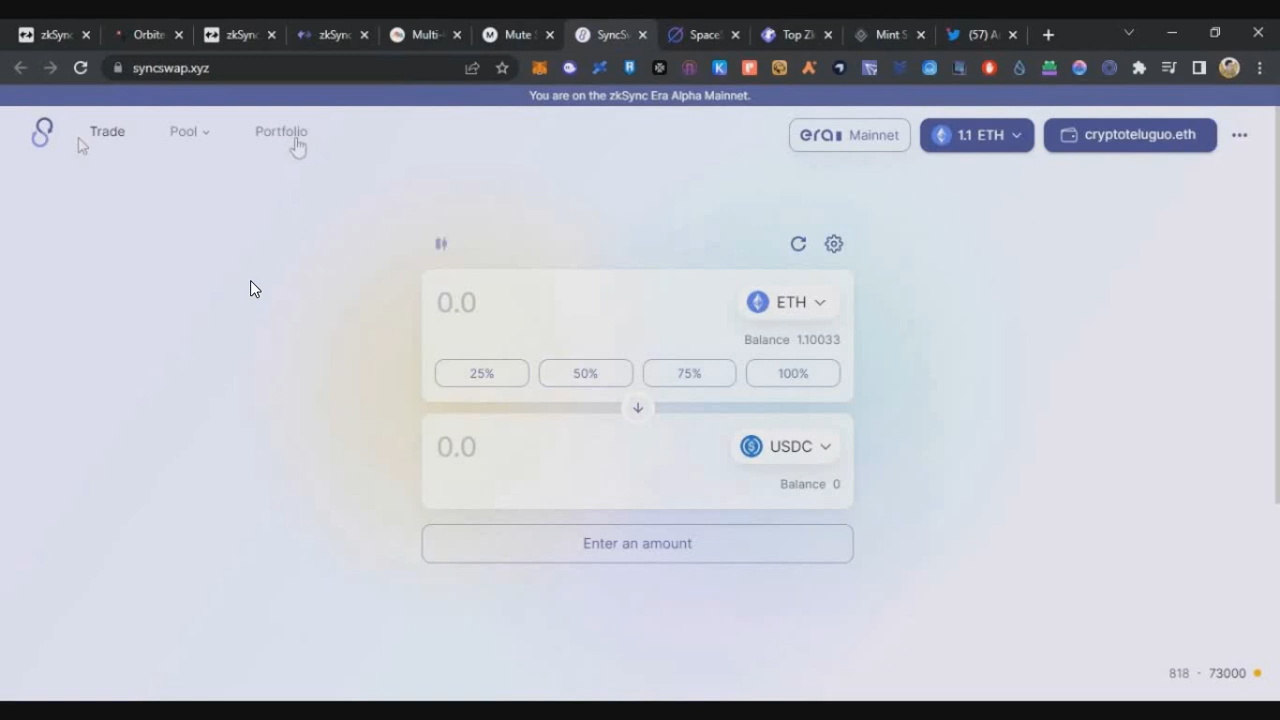 zkSync
Orbite
zkSync
zkSync
Multi-
Mute
SyncSw
Space
Top Z
Mint S
(57)
syncswap.xyz
You are on the zkSync Era Alpha Mainnet.
Trade
Pool
Portfolio
era Mainnet
1.1 ETH
cryptoteluguo.eth
0.0
ETH
Balance 1.10033
25%
50%
75%
100%
0.0
USDC
Balance 0
Enter an amount
818 · 73000